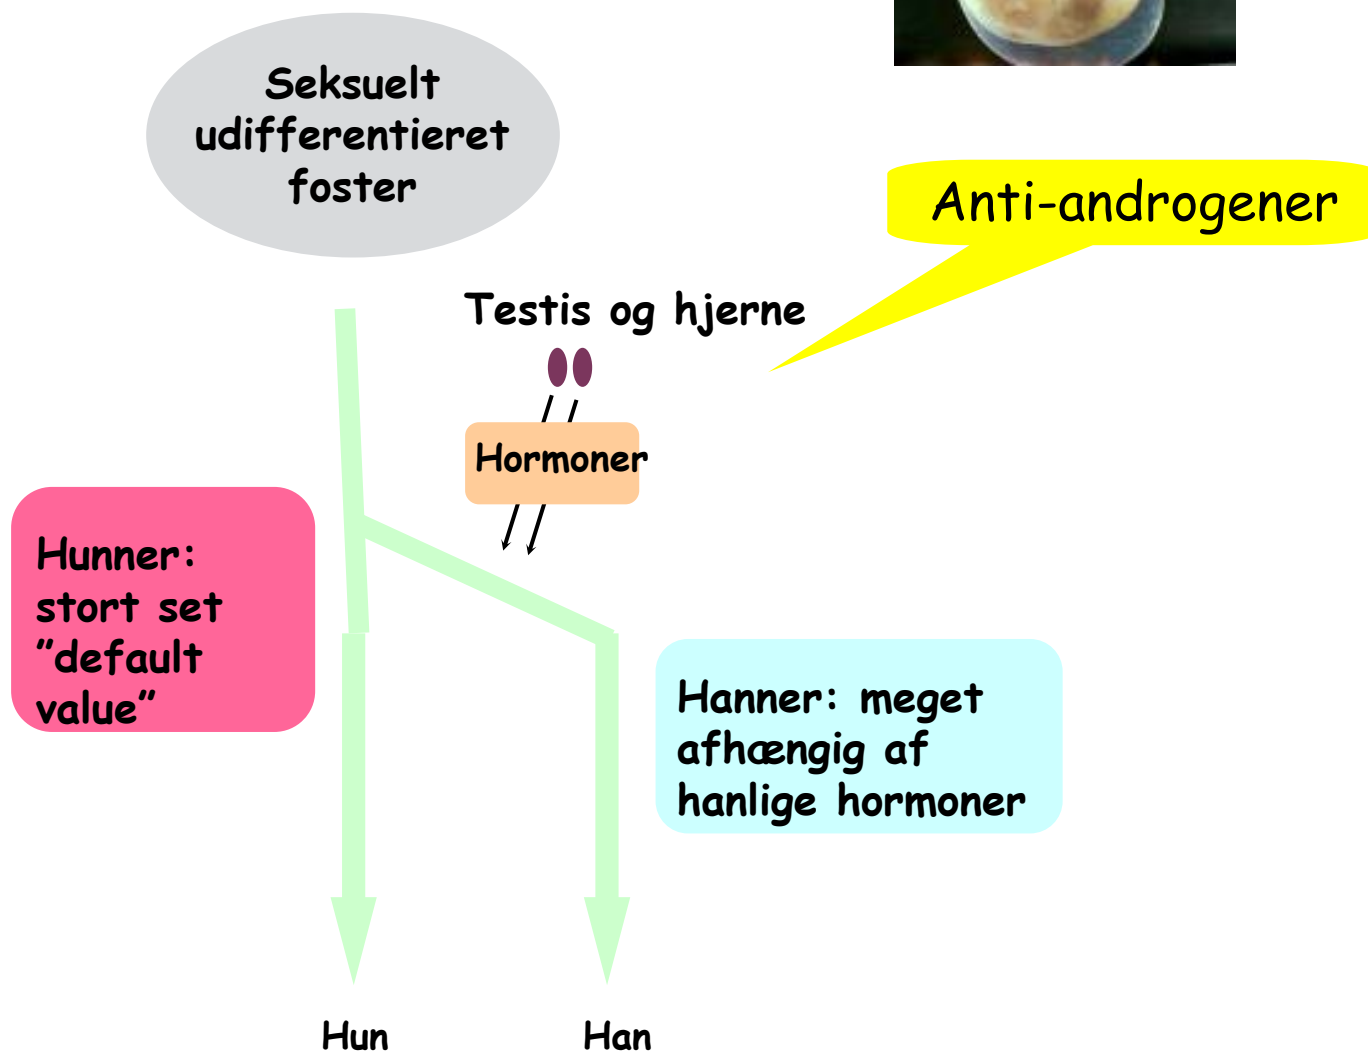 Seksuelt
udifferentieret
foster
Anti-androgener
Testis og hjerne
Hormoner
Hunner:
stort set
”default
value”
Hanner: meget
afhængig af
hanlige hormoner
Hun
Han